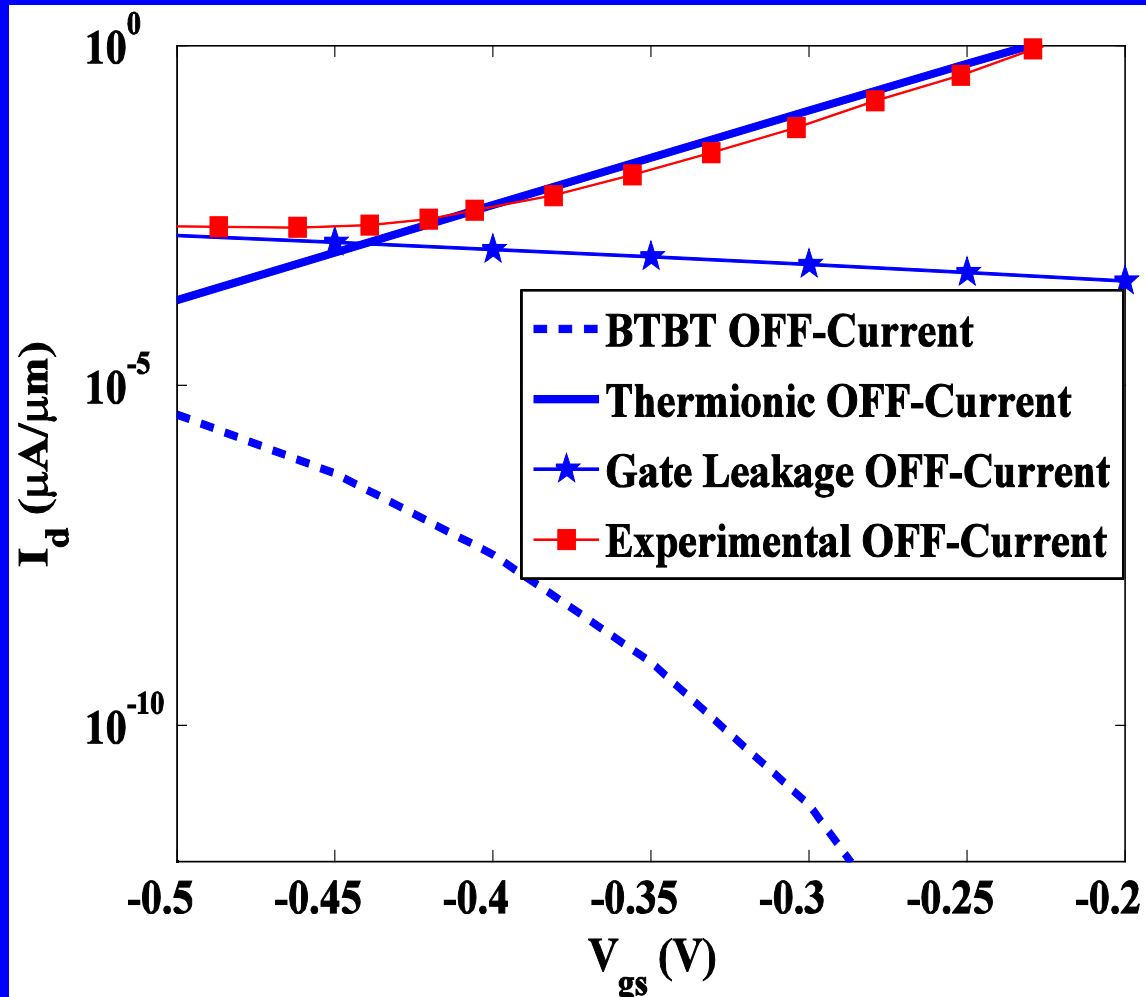 10^0
10^-5
10^-10
I_d (μA/μm)
BTBT OFF-Current
Thermionic OFF-Current
Gate Leakage OFF-Current
Experimental OFF-Current
-0.5 -0.45 -0.4 -0.35 -0.3 -0.25 -0.2
V_gs (V)